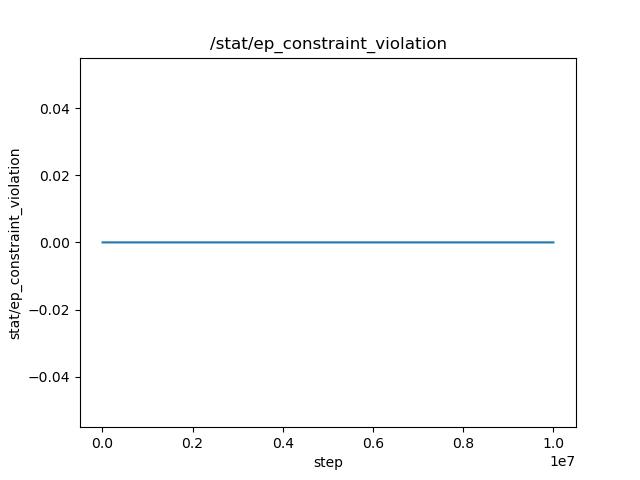 /stat/ep_constraint_violation
stat/ep_constraint_violation
0.04
0.02
0.00
−0.02
−0.04
0.0 0.2 0.4 0.6 0.8 1.0
1e7
step